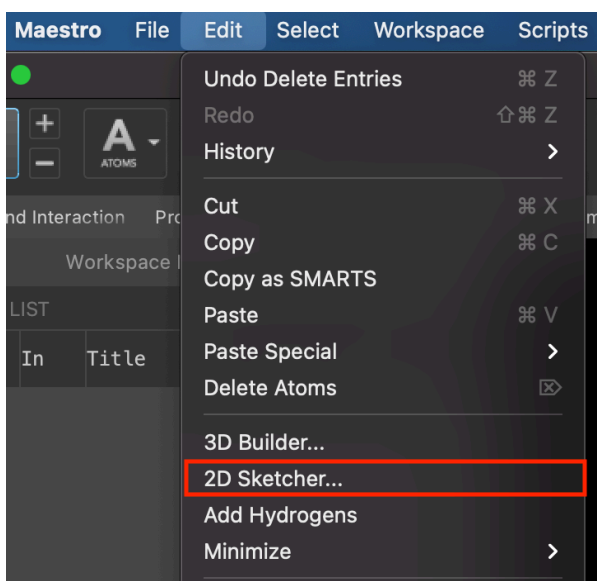 Maestro File Edit Select Workspace Scripts
Undo Delete Entries ⌘ Z
Redo ⇧ ⌘ Z
A
ATOMS
History
nd Interaction
Cut ⌘ X
Copy ⌘ C
Workspace
Copy as SMARTS
LIST
Paste ⌘ V
In Title
Paste Special
Delete Atoms
3D Builder...
2D Sketcher...
Add Hydrogens
Minimize